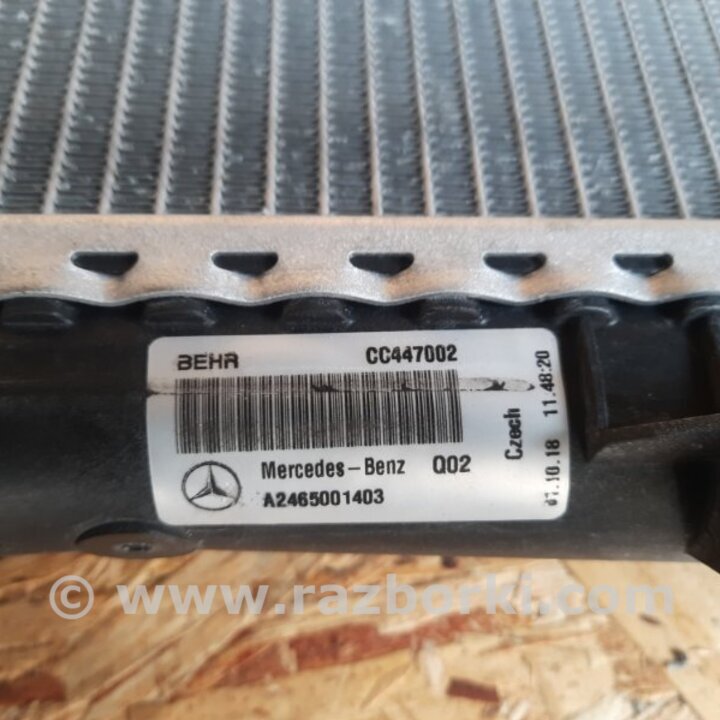 BEHR CC447002
Mercedes-Benz Q02
A2465001403
Czech
.10.18 11.48:20
© www.razborki.com